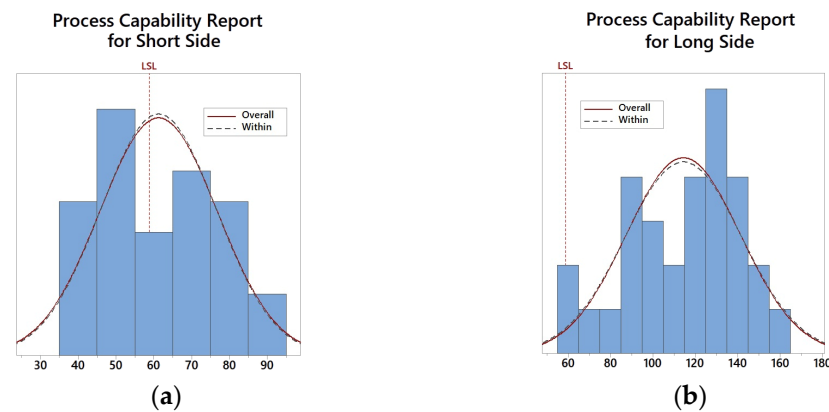 Process Capability Report
for Short Side
LSL
Overall
Within
30 40 50 60 70 80 90
(a)
Process Capability Report
for Long Side
LSL
Overall
Within
60 80 100 120 140 160 180
(b)